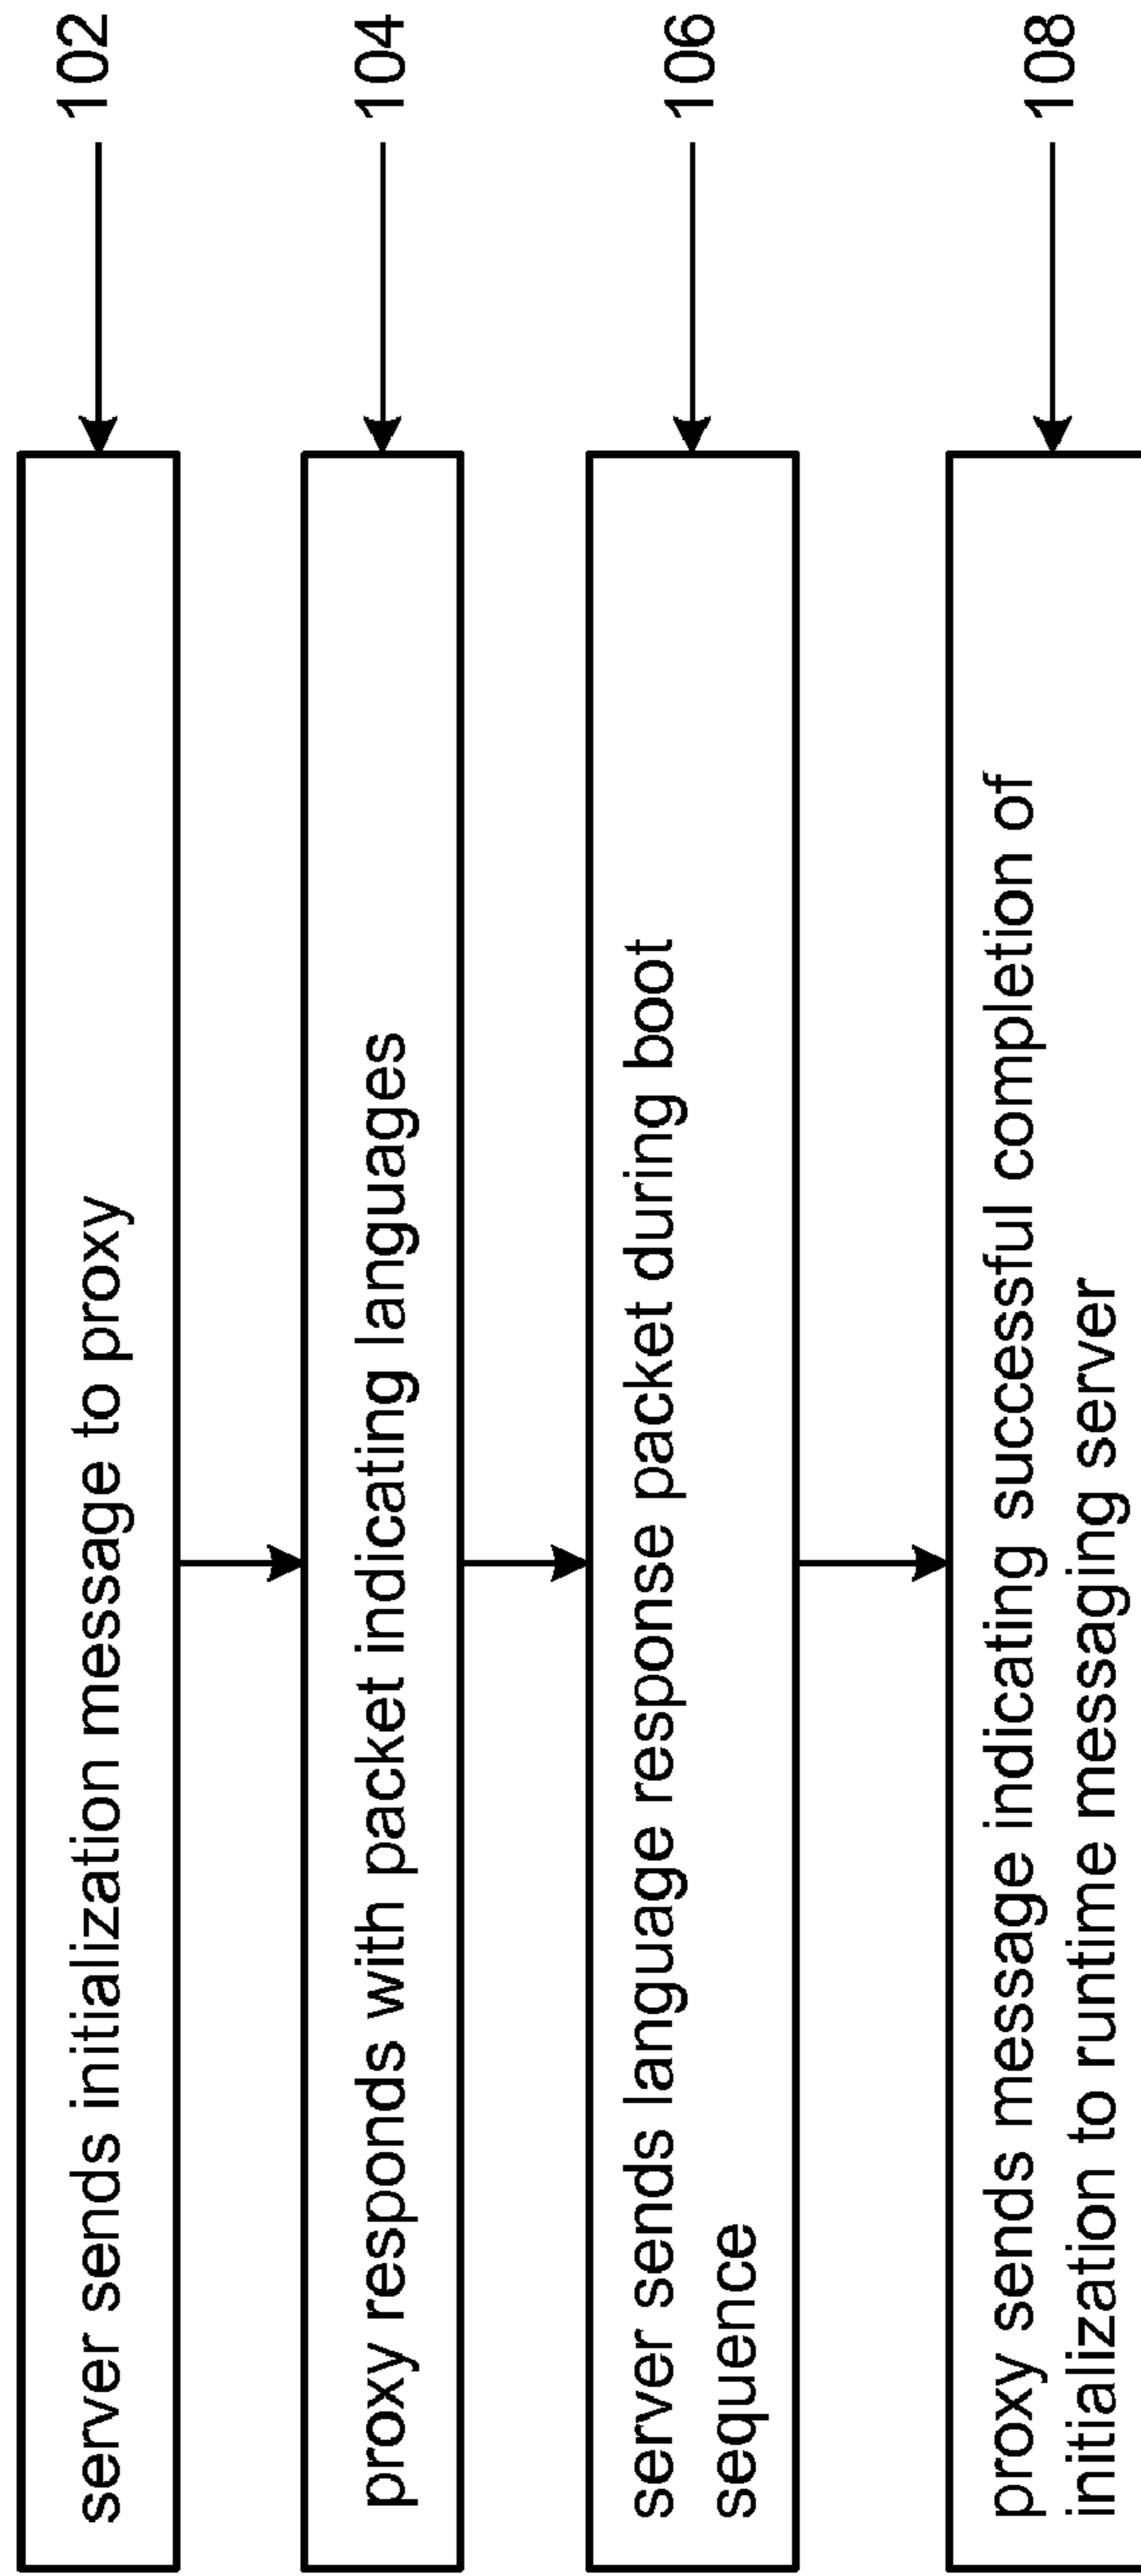 server sends initialization message to proxy
102
proxy responds with packet indicating languages
104
server sends language response packet during boot
sequence
106
proxy sends message indicating successful completion of
initialization to runtime messaging server
108